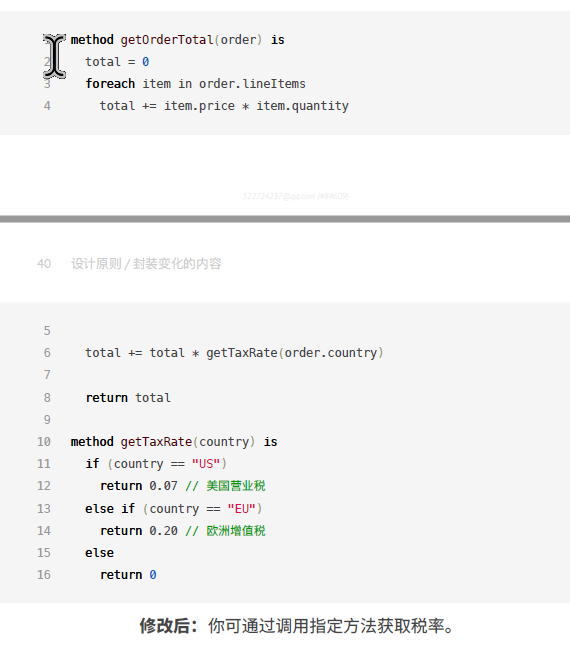 1 method getOrderTotal(order) is
2 total = 0
3 foreach item in order.lineItems
4 total += item.price * item.quantity
40 设计原则 / 封装变化的内容
5
6 total += total * getTaxRate(order.country)
7
8 return total
9
10 method getTaxRate(country) is
11 if (country == "US")
12 return 0.07 // 美国营业税
13 else if (country == "EU")
14 return 0.20 // 欧洲增值税
15 else
16 return 0
修改后：你可通过调用指定方法获取税率。